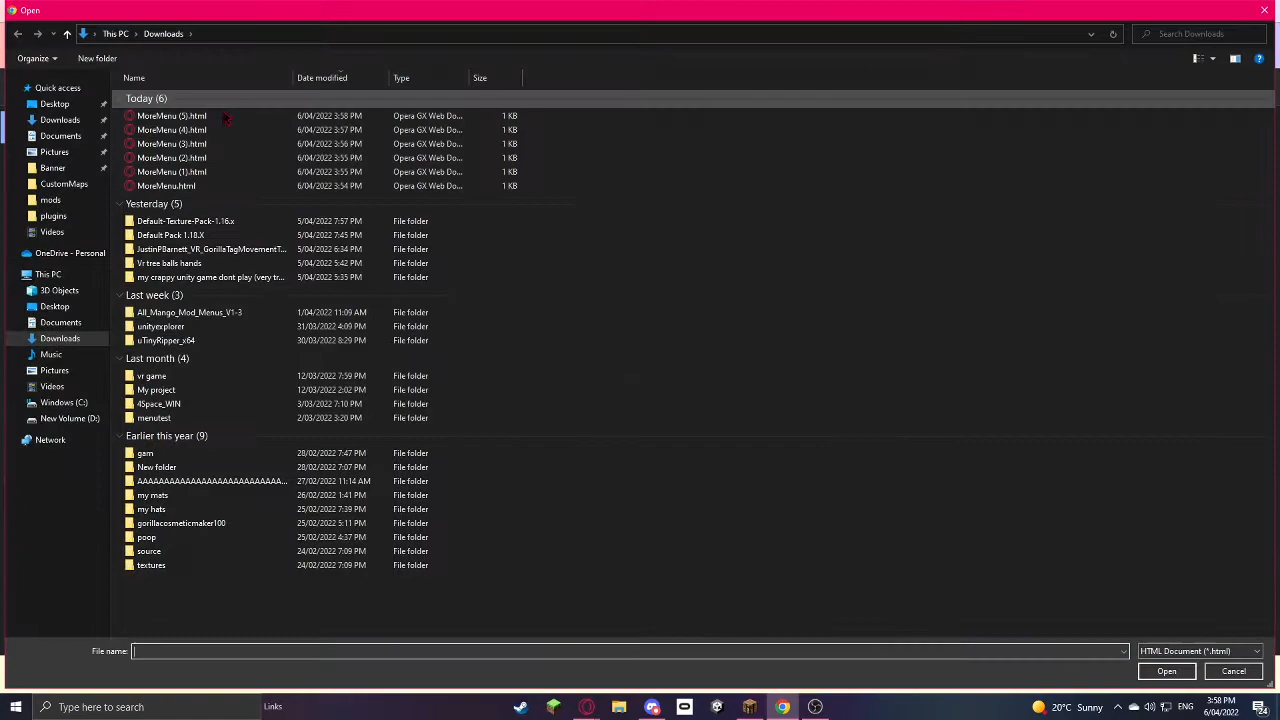 Open
This PC > Downloads >
Search Downloads
Organize
New folder
Name
Date modified
Type
Size
Quick access
Desktop
Downloads
Documents
Pictures
Banner
CustomMaps
mods
plugins
Videos
OneDrive - Personal
This PC
3D Objects
Desktop
Documents
Downloads
Music
Pictures
Videos
Windows (C:)
New Volume (D:)
Network
Today (6)
MoreMenu (5).html 6/04/2022 3:58 PM Opera GX Web Do... 1 KB
MoreMenu (4).html 6/04/2022 3:57 PM Opera GX Web Do... 1 KB
MoreMenu (3).html 6/04/2022 3:56 PM Opera GX Web Do... 1 KB
MoreMenu (2).html 6/04/2022 3:55 PM Opera GX Web Do... 1 KB
MoreMenu (1).html 6/04/2022 3:55 PM Opera GX Web Do... 1 KB
MoreMenu.html 6/04/2022 3:54 PM Opera GX Web Do... 1 KB
Yesterday (5)
Default-Texture-Pack-1.16.x 5/04/2022 7:57 PM File folder
Default Pack 1.18.X 5/04/2022 7:45 PM File folder
JustinPBarnett_VR_GorillaTagMovementT... 5/04/2022 6:34 PM File folder
Vr tree balls hands 5/04/2022 5:42 PM File folder
my crappy unity game dont play (very tr... 5/04/2022 5:35 PM File folder
Last week (3)
All_Mango_Mod_Menus_V1-3 1/04/2022 11:09 AM File folder
unityexplorer 31/03/2022 4:09 PM File folder
uTinyRipper_x64 30/03/2022 8:29 PM File folder
Last month (4)
vr game 12/03/2022 7:59 PM File folder
My project 12/03/2022 2:02 PM File folder
4Space_WIN 3/03/2022 7:10 PM File folder
menutest 2/03/2022 3:20 PM File folder
Earlier this year (9)
gam 28/02/2022 7:47 PM File folder
New folder 28/02/2022 7:07 PM File folder
AAAAAAAAAAAAAAAAAAAAAAAAAA... 27/02/2022 11:14 AM File folder
my mats 26/02/2022 1:41 PM File folder
my hats 25/02/2022 7:39 PM File folder
gorillacosmeticmaker100 25/02/2022 5:11 PM File folder
poop 25/02/2022 4:37 PM File folder
source 24/02/2022 7:09 PM File folder
textures 24/02/2022 7:09 PM File folder
File name:
HTML Document (*.html)
Open
Cancel
Type here to search
Links
20°C Sunny
ENG
3:58 PM
6/04/2022
24